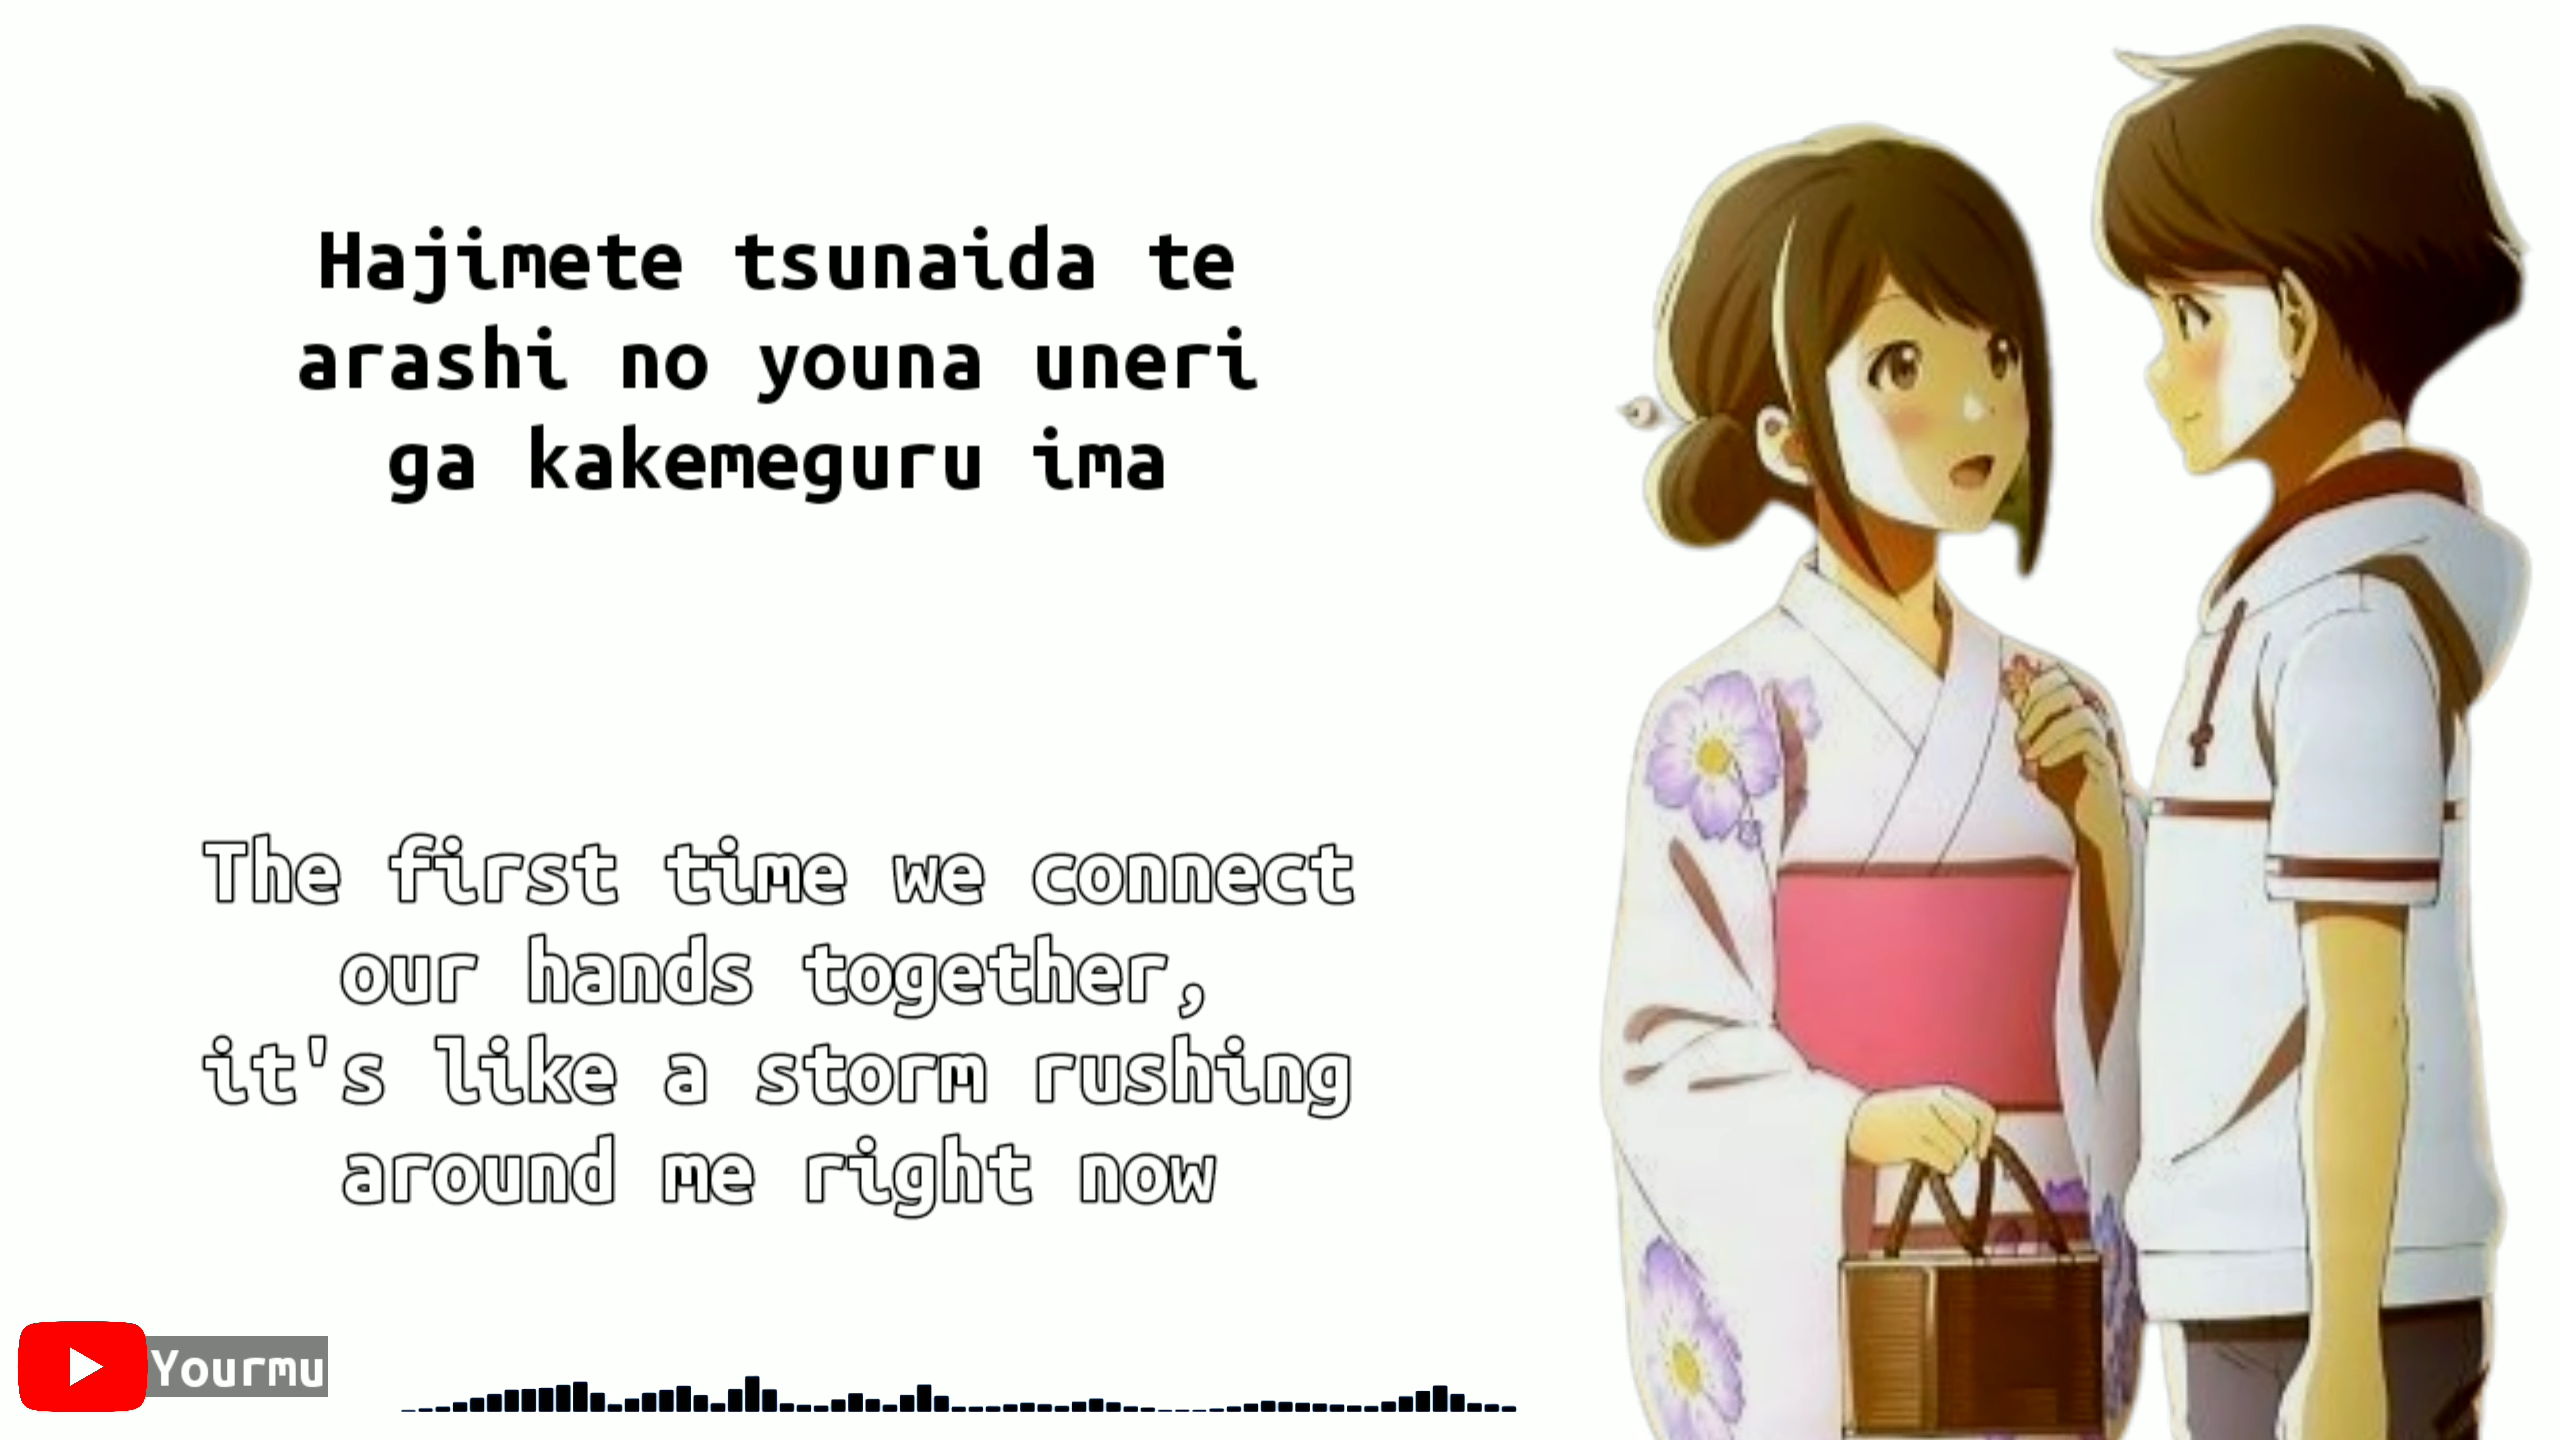 Hajimete tsunaida te
arashi no youna uneri
ga kakemeguru ima
The first time we connect
our hands together,
it's like a storm rushing
around me right now
Yourmu